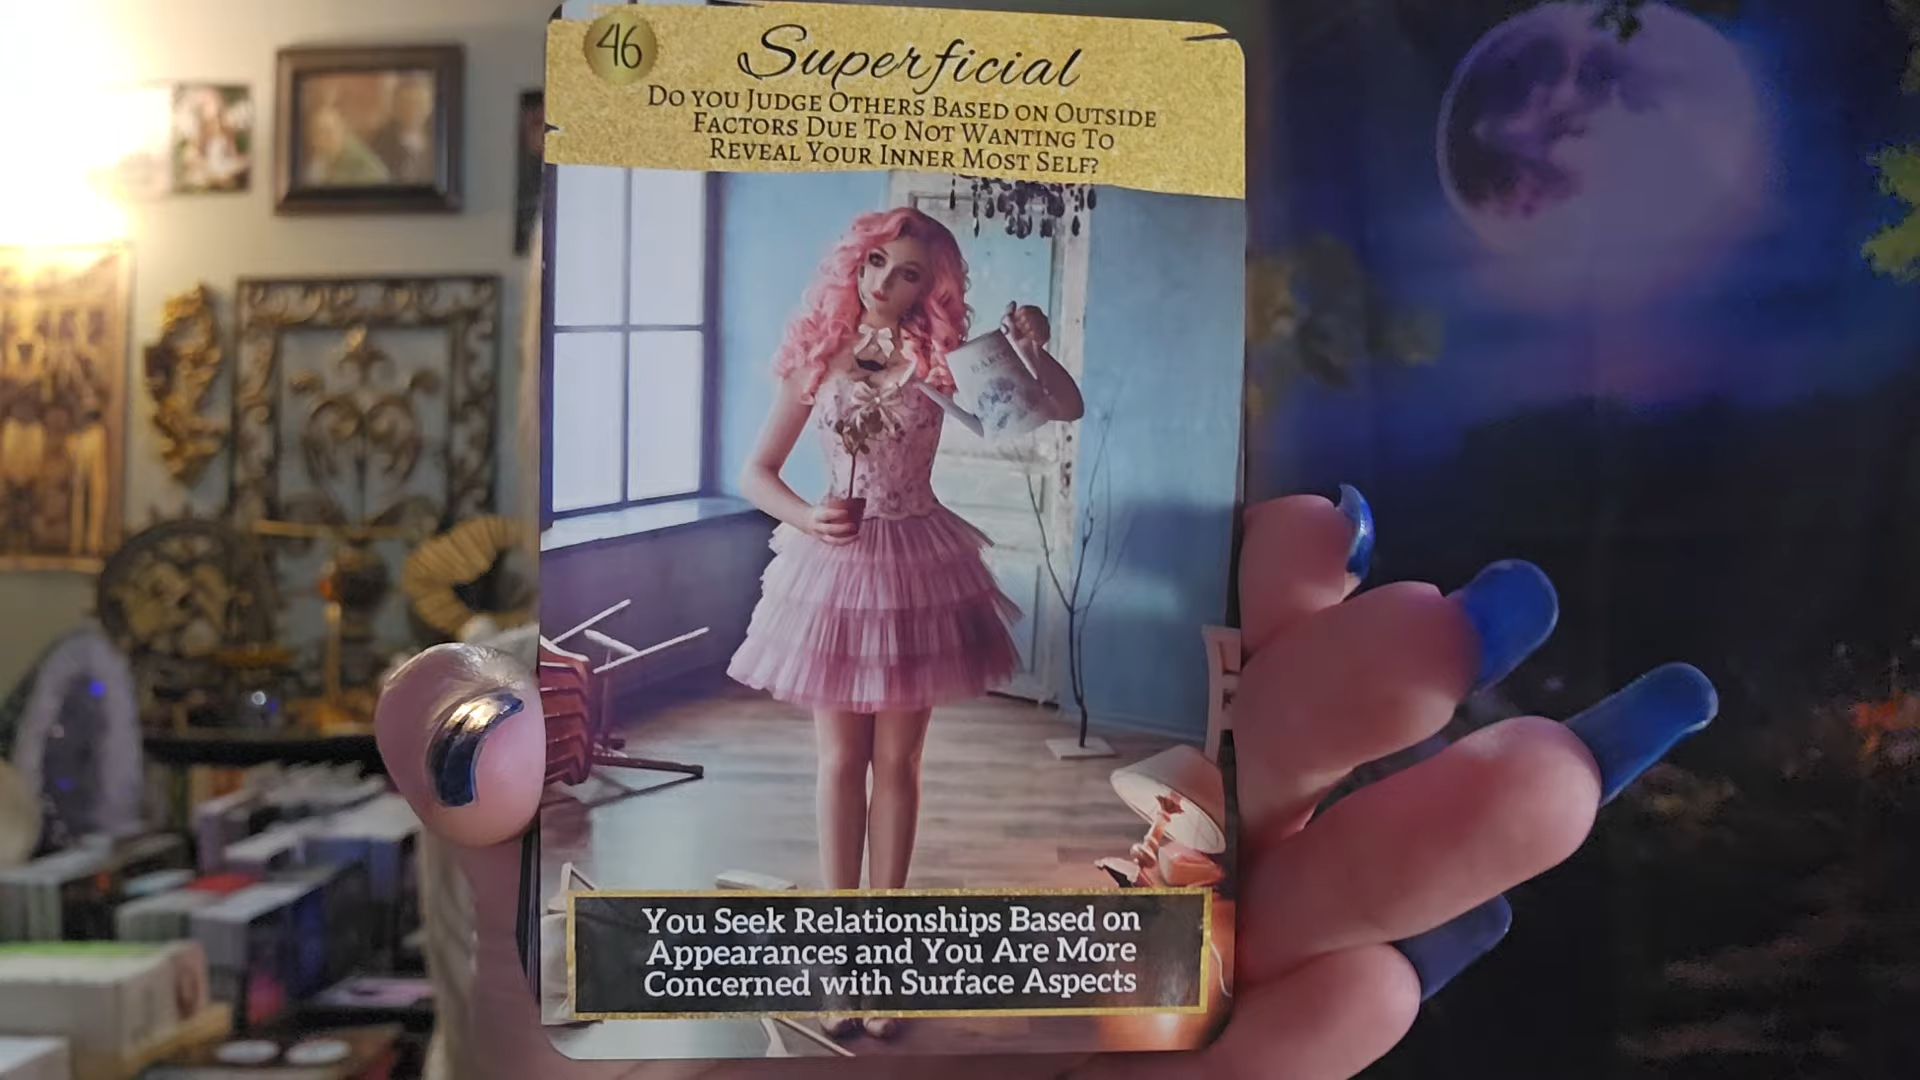 46
Superficial
Do you Judge Others Based on Outside
Factors Due To Not Wanting To
Reveal Your Inner Most Self?
You Seek Relationships Based on
Appearances and You Are More
Concerned with Surface Aspects